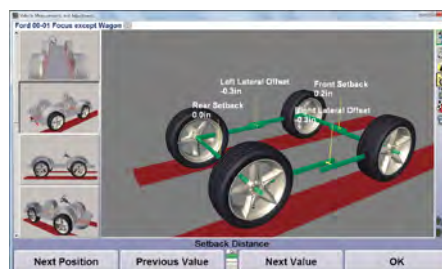 Vehicle Measurements and Adjustments
Ford 00-01 Focus except Wagon
Left Lateral Offset
-0.3in
Front Setback
0.2in
Rear Setback
0.0in
Right Lateral Offset
-0.3in
Setback Distance
Next Position
Previous Value
Next Value
OK